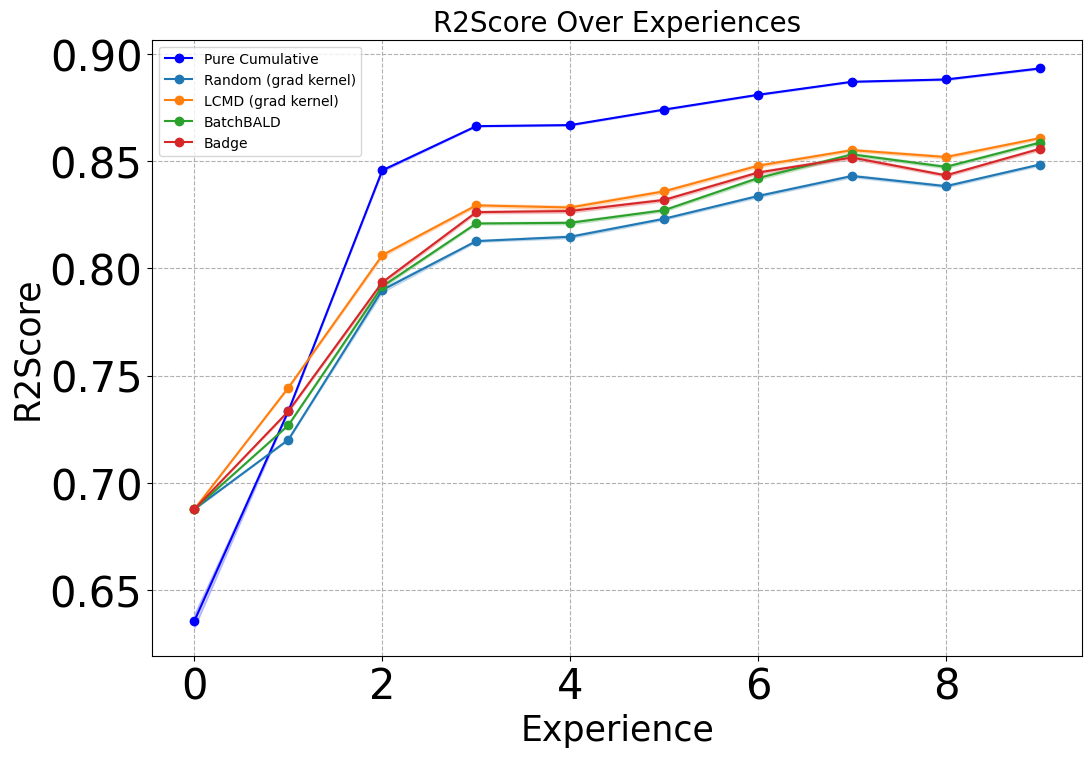 R2Score Over Experiences
Pure Cumulative
Random (grad kernel)
LCMD (grad kernel)
BatchBALD
Badge
0.90
0.85
0.80
0.75
0.70
0.65
R2Score
0 2 4 6 8
Experience